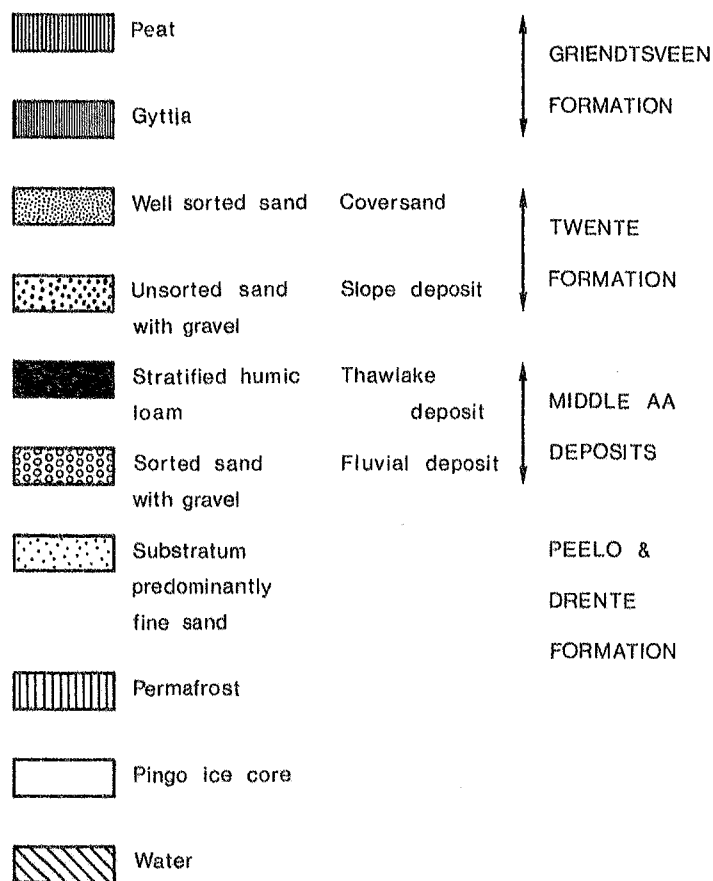 Peat
GRIENDTSVEEN
FORMATION
Gyttja
Well sorted sand Coversand
TWENTE
FORMATION
Unsorted sand Slope deposit
with gravel
Stratified humic Thawlake
loam deposit
MIDDLE AA
DEPOSITS
Sorted sand Fluvial deposit
with gravel
Substratum PEELO &
predominantly DRENTE
fine sand FORMATION
Permafrost
Pingo ice core
Water